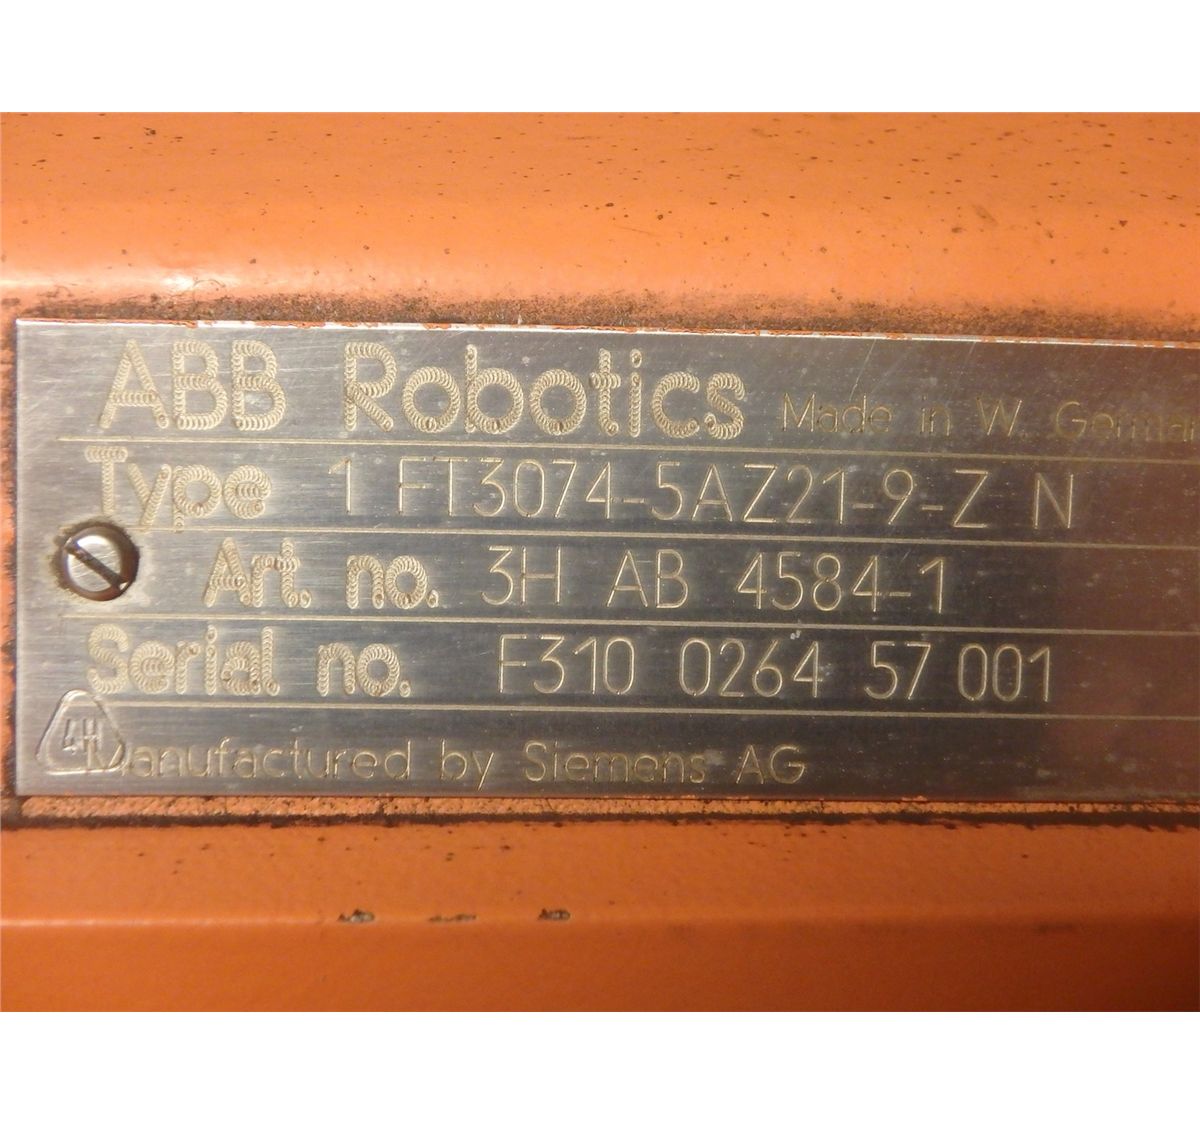 ABB Robotics Made in W. German
Type 1 FT3074-5AZ21-9-Z N
Art. no. 3H AB 4584-1
Serial no. F310 0264 57 001
4H
Manufactured by Siemens AG